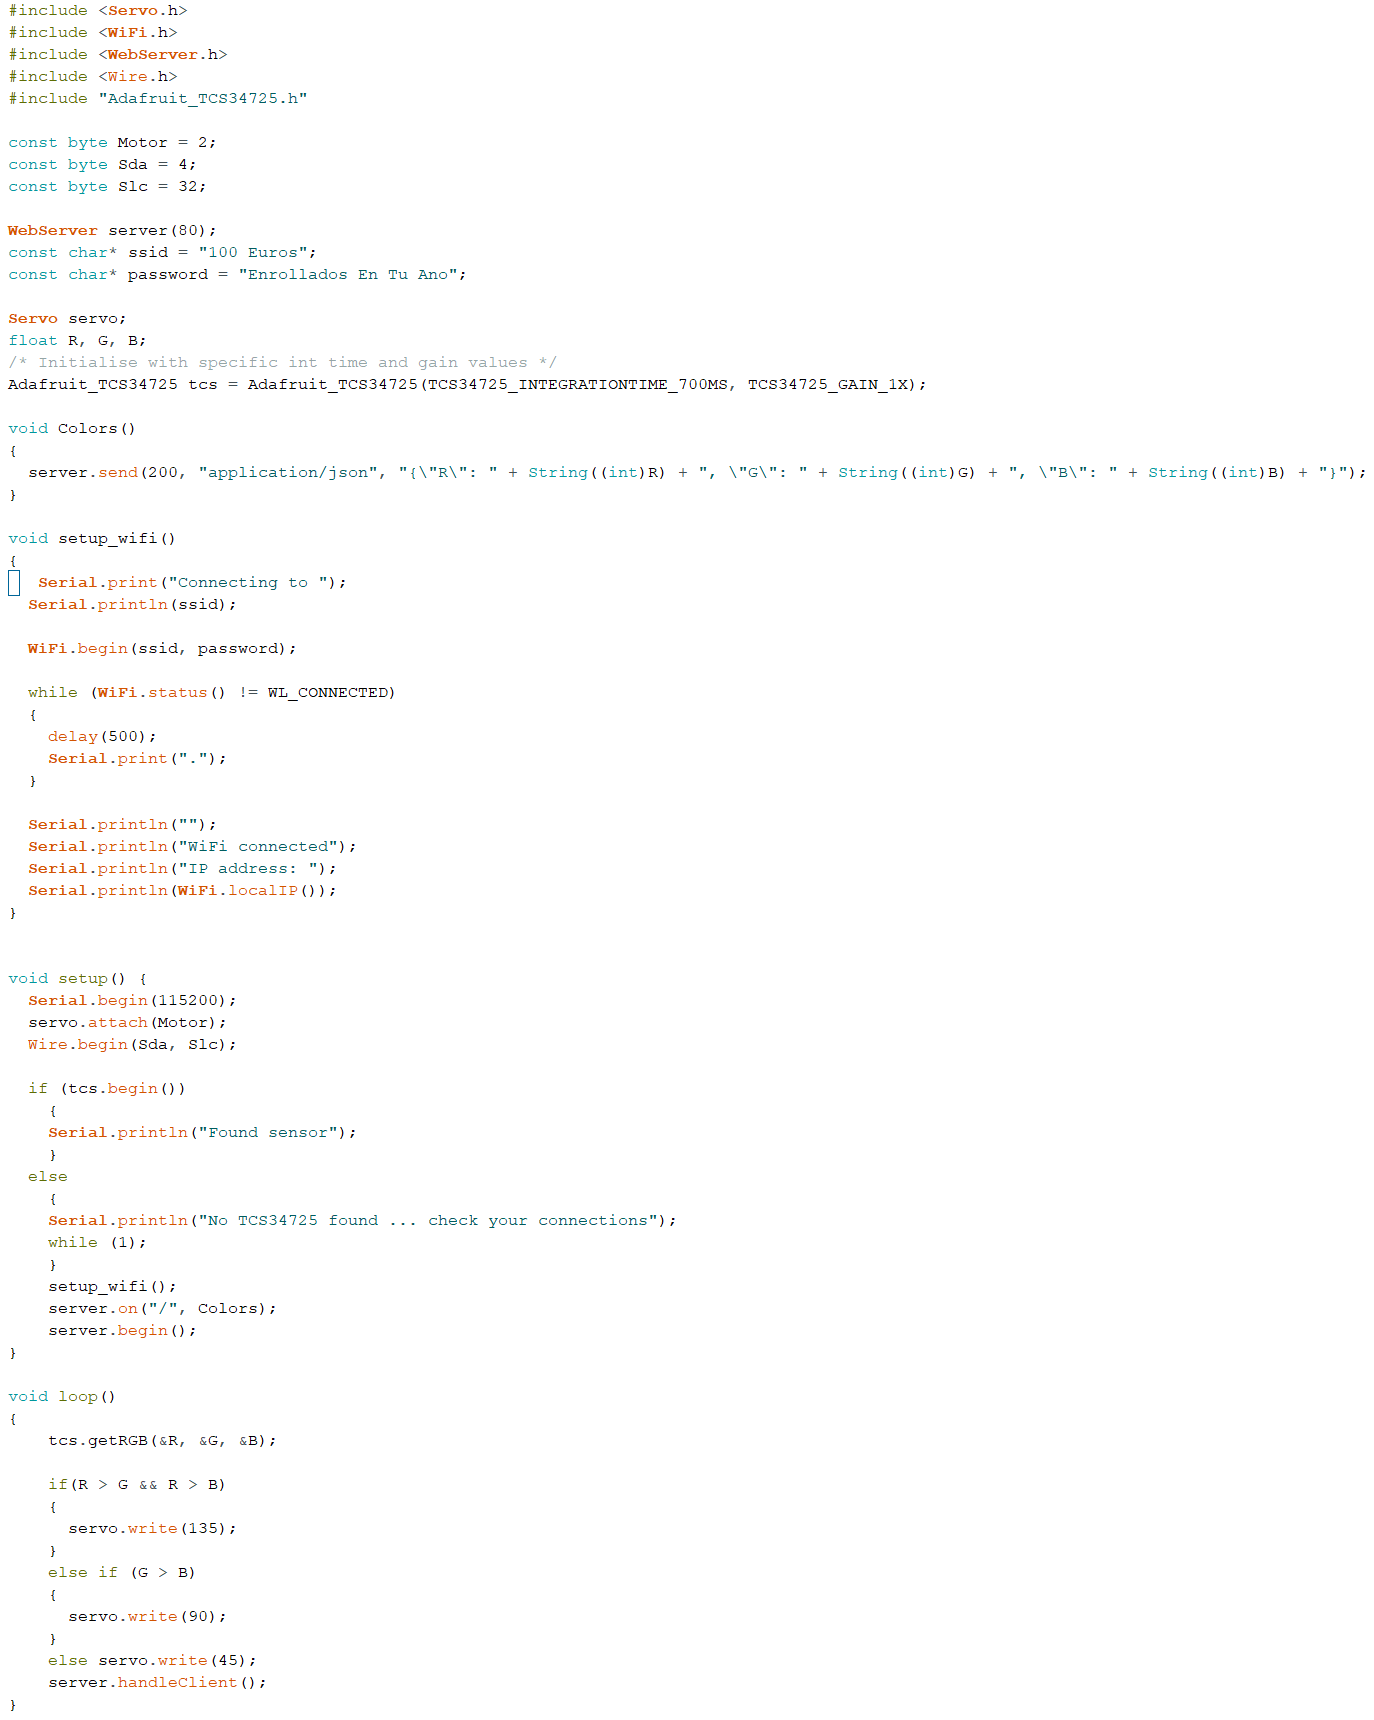 #include <Servo.h>
#include <WiFi.h>
#include <WebServer.h>
#include <Wire.h>
#include "Adafruit_TCS34725.h"

const byte Motor = 2;
const byte Sda = 4;
const byte Slc = 32;

WebServer server(80);
const char* ssid = "100 Euros";
const char* password = "Enrollados En Tu Ano";

Servo servo;
float R, G, B;
/* Initialise with specific int time and gain values */
Adafruit_TCS34725 tcs = Adafruit_TCS34725(TCS34725_INTEGRATIONTIME_700MS, TCS34725_GAIN_1X);

void Colors()
{
  server.send(200, "application/json", "{\"R\": " + String((int)R) + ", \"G\": " + String((int)G) + ", \"B\": " + String((int)B) + "}");
}

void setup_wifi()
{
   Serial.print("Connecting to ");
  Serial.println(ssid);

  WiFi.begin(ssid, password);

  while (WiFi.status() != WL_CONNECTED)
  {
    delay(500);
    Serial.print(".");
  }

  Serial.println("");
  Serial.println("WiFi connected");
  Serial.println("IP address: ");
  Serial.println(WiFi.localIP());
}


void setup() {
  Serial.begin(115200);
  servo.attach(Motor);
  Wire.begin(Sda, Slc);

  if (tcs.begin())
    {
    Serial.println("Found sensor");
    }
  else
    {
    Serial.println("No TCS34725 found ... check your connections");
    while (1);
    }
    setup_wifi();
    server.on("/", Colors);
    server.begin();
}

void loop()
{
    tcs.getRGB(&R, &G, &B);

    if(R > G && R > B)
    {
      servo.write(135);
    }
    else if (G > B)
    {
      servo.write(90);
    }
    else servo.write(45);
    server.handleClient();
}